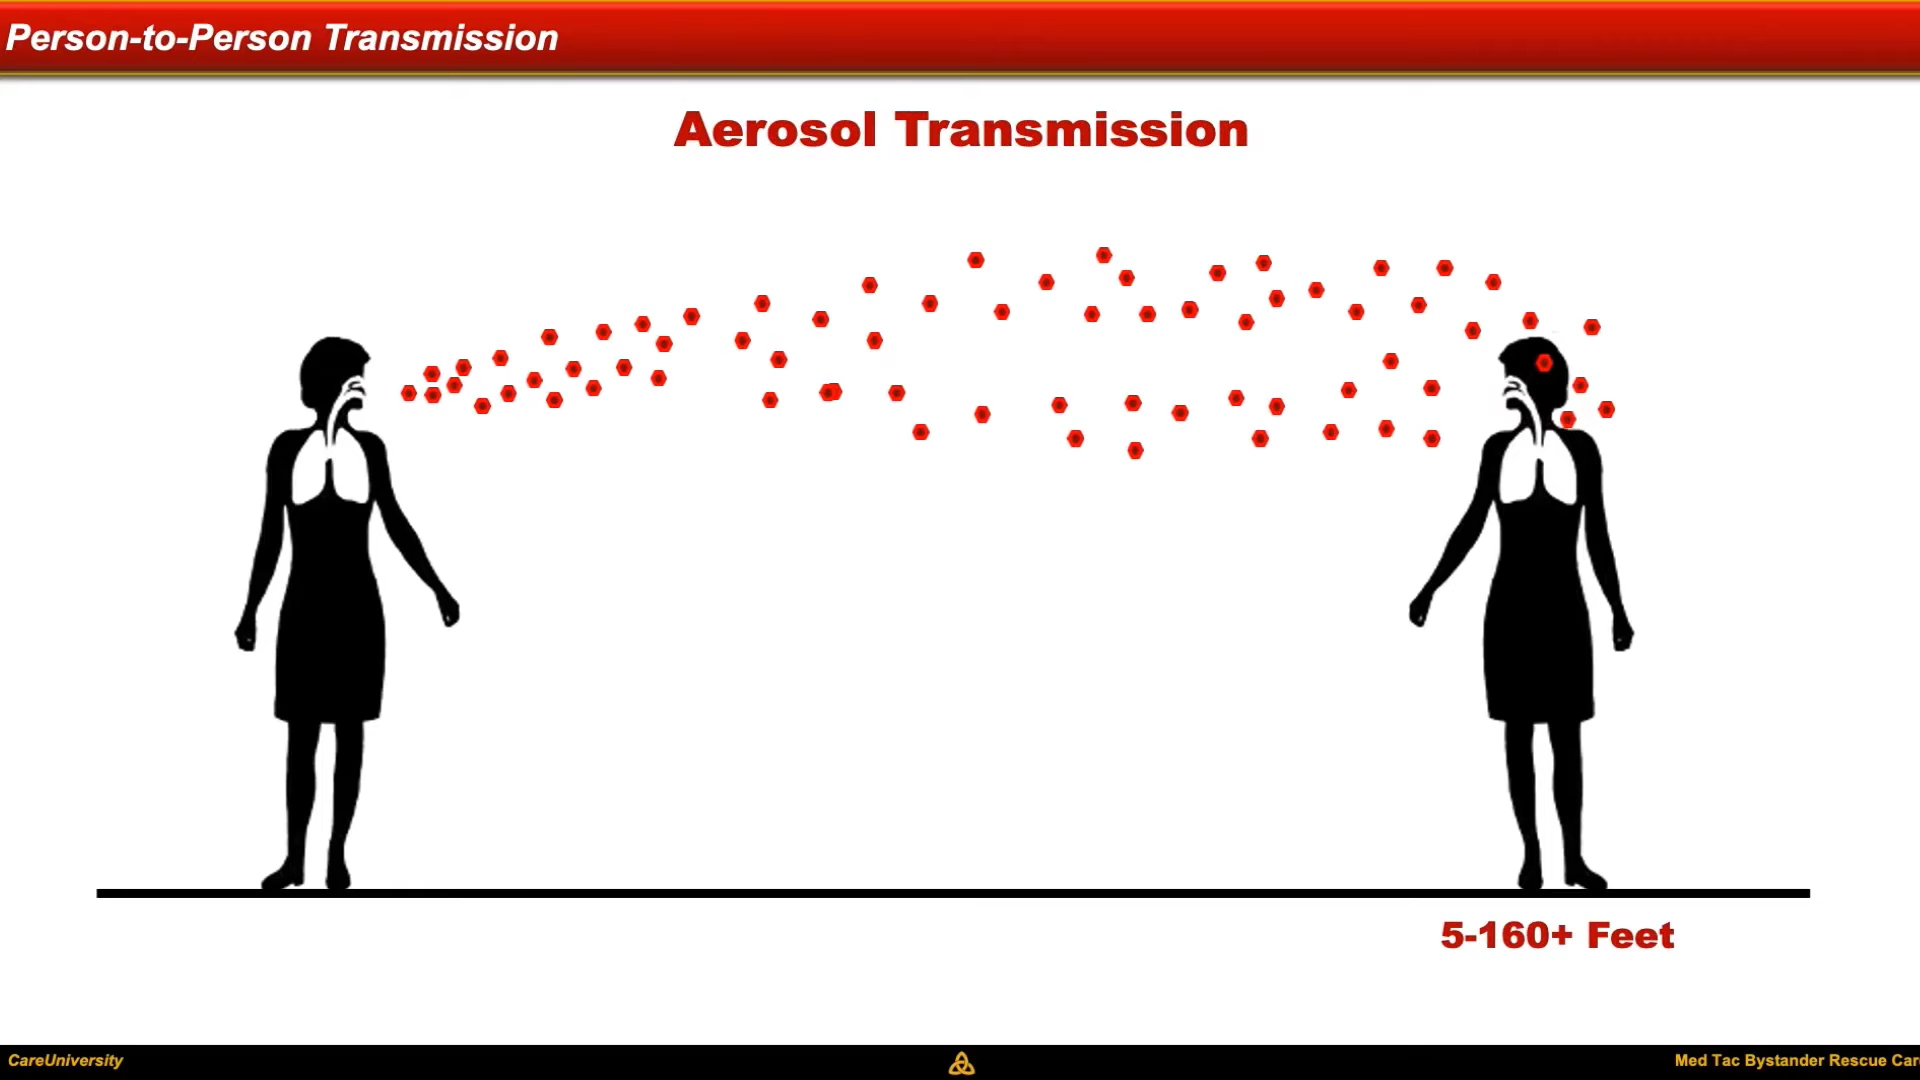 Person-to-Person Transmission
Aerosol Transmission
5-160+ Feet
CareUniversity
Med Tac Bystander Rescue Car